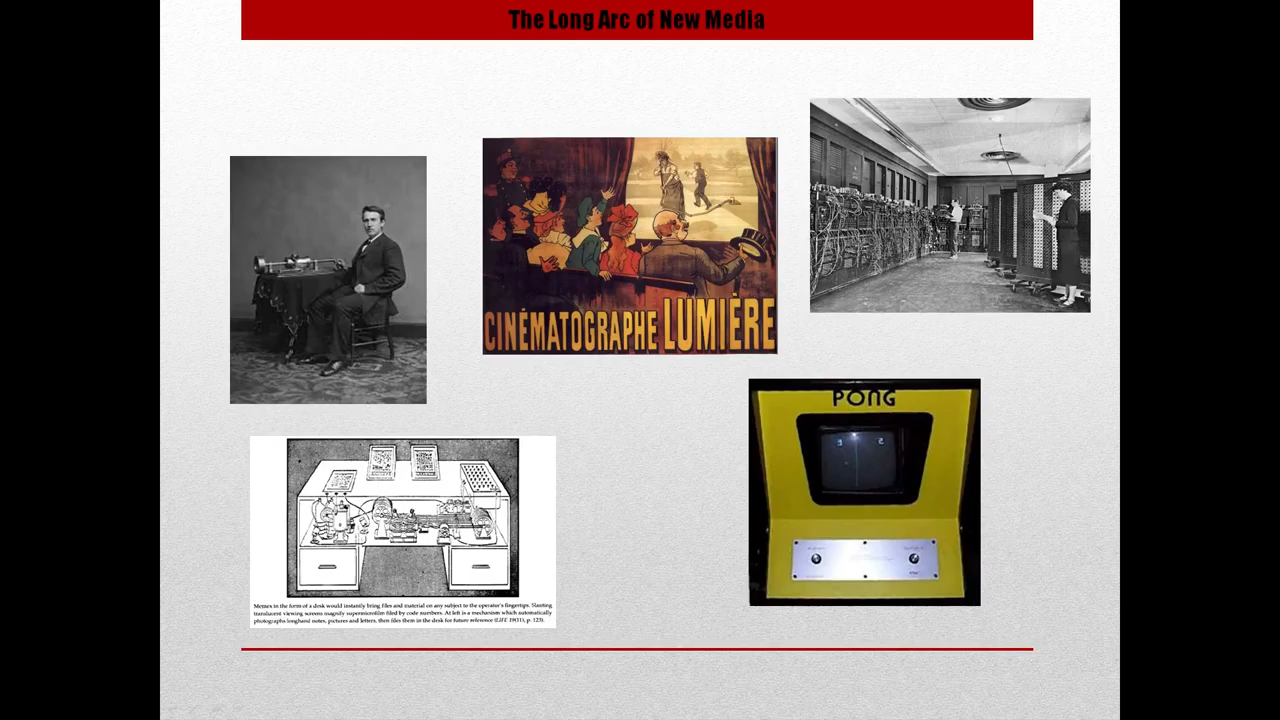 The Long Arc of New Media
CINÉMATOGRAPHE LUMIÈRE
PONG
Memex in the form of a desk would instantly bring files and material on any subject to the operator's fingertips. Slanting
translucent viewing screens magnify supermicrofilm filed by code numbers. At left is a mechanism which automatically
photographs longhand notes, pictures and letters, then files them in the desk for future reference (LIFE 19(11), p. 123).